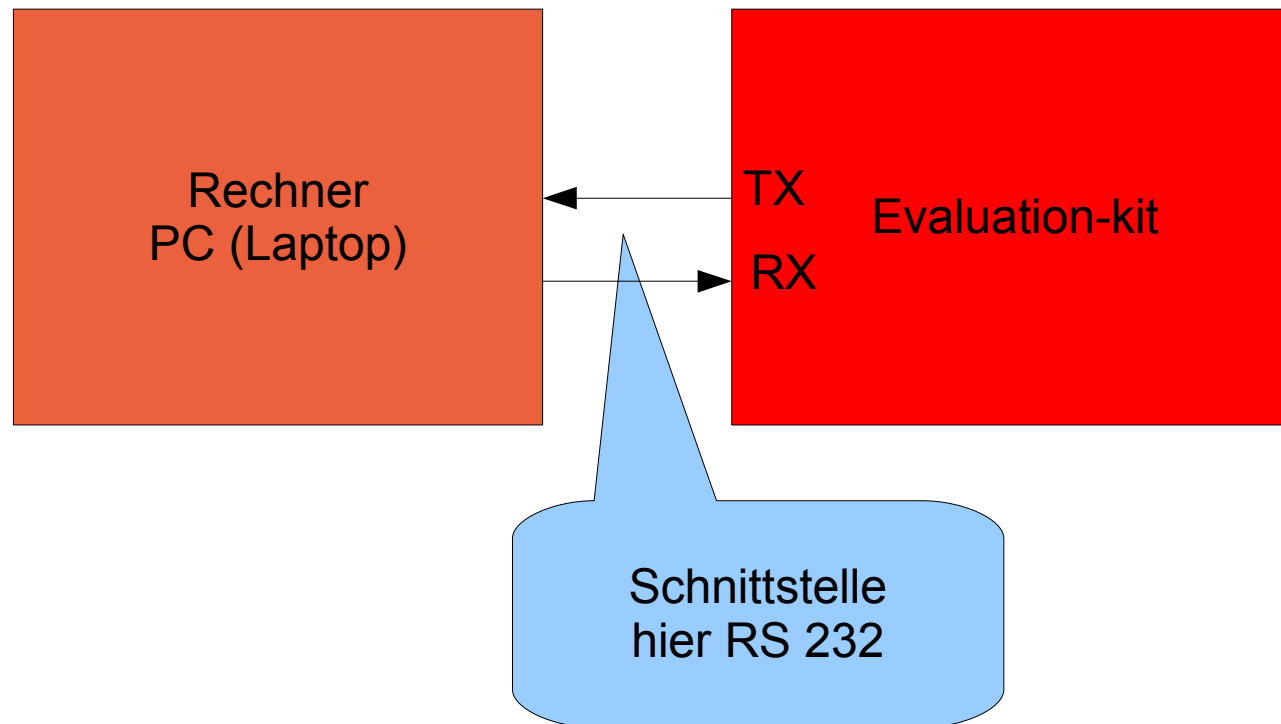 Rechner
PC (Laptop)
TX
RX
Evaluation-kit
Schnittstelle
hier RS 232